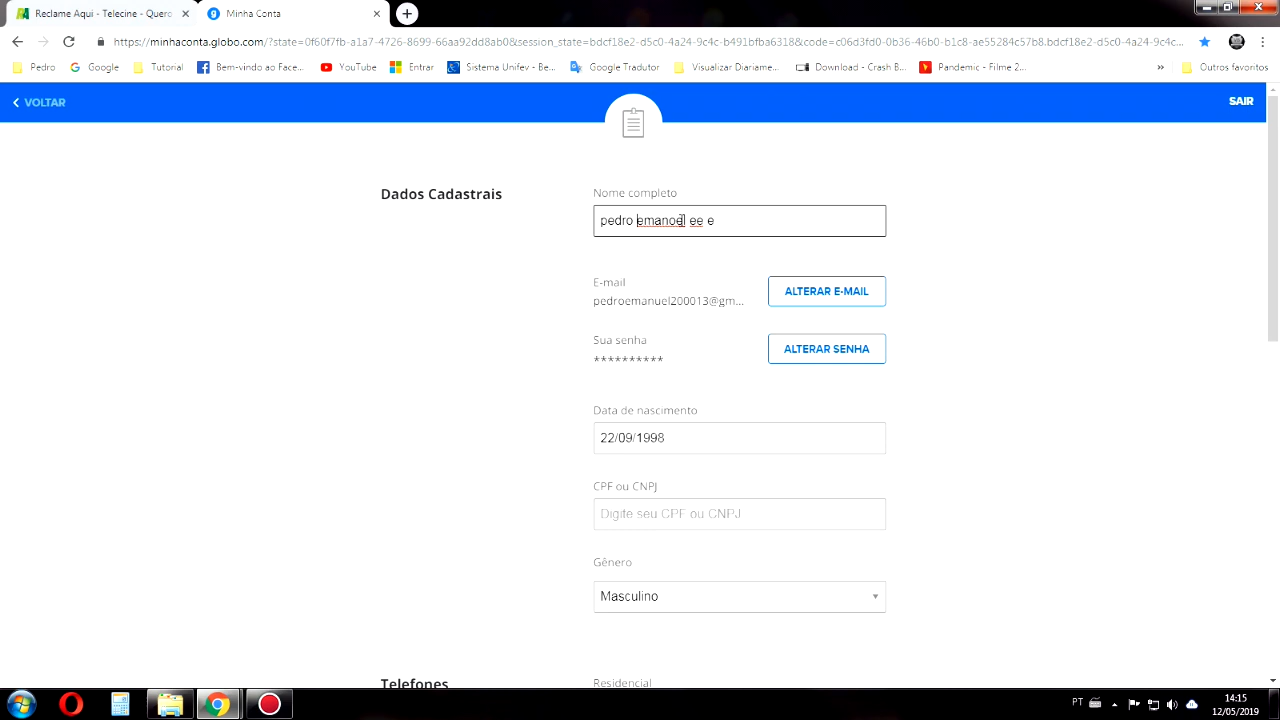 Reclame Aqui - Telecine - Quero
Minha Conta
https://minhaconta.globo.com/?state=0f60f7fb-a1a7-4726-8699-66aa92dd8ab0&session_state=bdcf18e2-d5c0-4a24-9c4c-b491bfba6318&code=c06d3fd0-0b36-46b0-b1c8-ae55284c57b8.bdcf18e2-d5c0-4a24-9c4c...
Pedro Google Tutorial Bem-vindo ao Face... YouTube Entrar Sistema Unifev - Be... Google Tradutor Visualizar Diariame... Download - Crash B... Pandemic - Filme 2... » Outros favoritos
VOLTAR
SAIR
Dados Cadastrais
Nome completo
pedro emanoel ee e
E-mail
pedroemanuel200013@gm...
ALTERAR E-MAIL
Sua senha
**********
ALTERAR SENHA
Data de nascimento
22/09/1998
CPF ou CNPJ
Digite seu CPF ou CNPJ
Gênero
Masculino
Telefones
Residencial
PT
14:15
12/05/2019